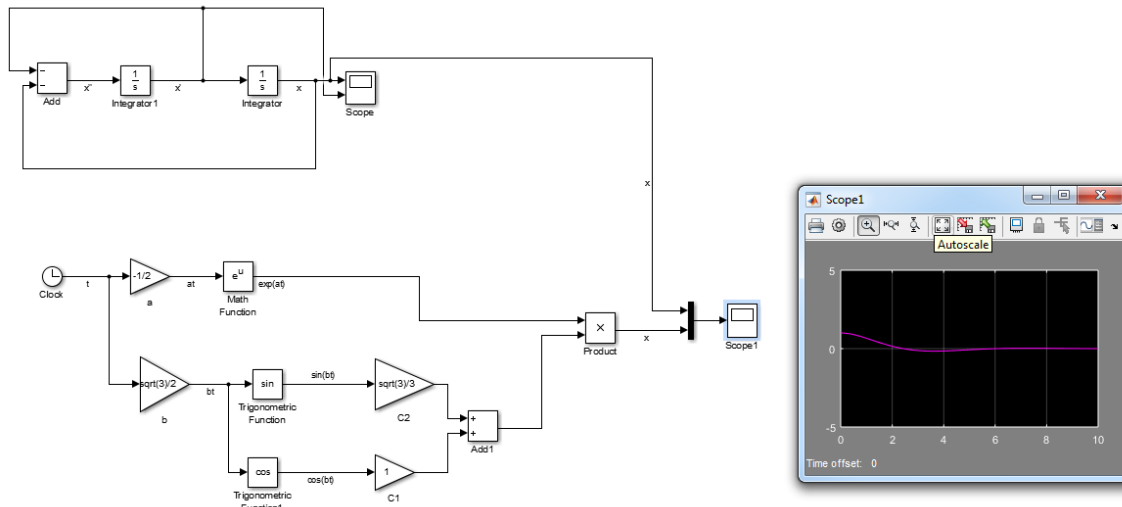 −
−
Add
x''
1
s
Integrator1
x'
1
s
Integrator
x
Scope
x
Clock
t
-1/2
a
at
e^u
Math
Function
exp(at)
sqrt(3)/2
b
bt
sin
Trigonometric
Function
sin(bt)
sqrt(3)/3
C2
cos
Trigonometric
Function1
cos(bt)
1
C1
+
+
Add1
×
Product
x
Scope1
Scope1
Autoscale
5
0
-5
0
2
4
6
8
10
Time offset: 0